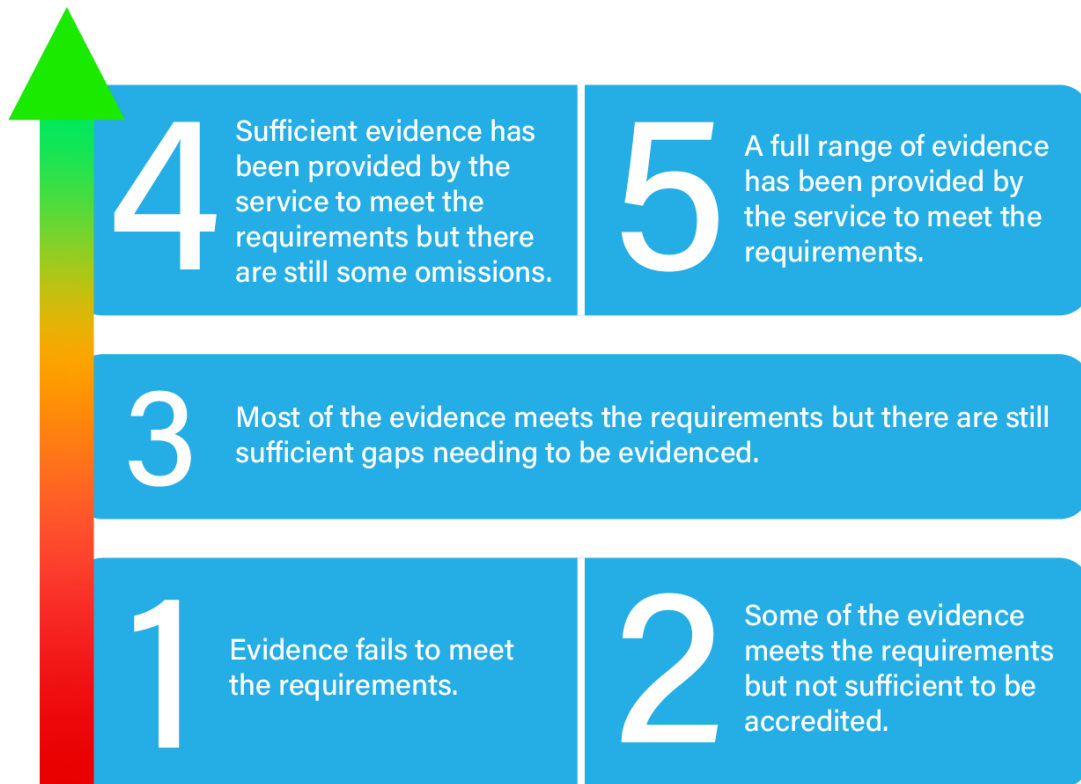 4
Sufficient evidence has
been provided by the
service to meet the
requirements but there
are still some omissions.
5
A full range of evidence
has been provided by
the service to meet the
requirements.
3
Most of the evidence meets the requirements but there are still
sufficient gaps needing to be evidenced.
1
Evidence fails to meet
the requirements.
2
Some of the evidence
meets the requirements
but not sufficient to be
accredited.